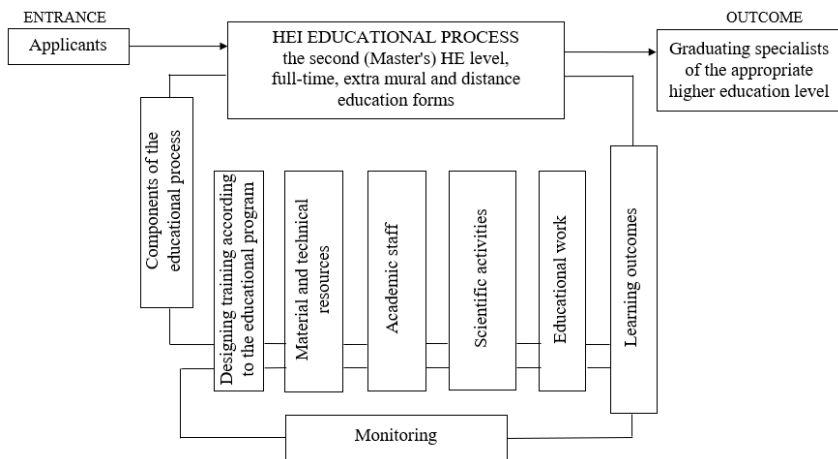 ENTRANCE
Applicants
HEI EDUCATIONAL PROCESS
the second (Master's) HE level,
full-time, extra mural and distance
education forms
OUTCOME
Graduating specialists
of the appropriate
higher education level
Components of the
educational process
Designing training according
to the educational program
Material and technical
resources
Academic staff
Scientific activities
Educational work
Learning outcomes
Monitoring